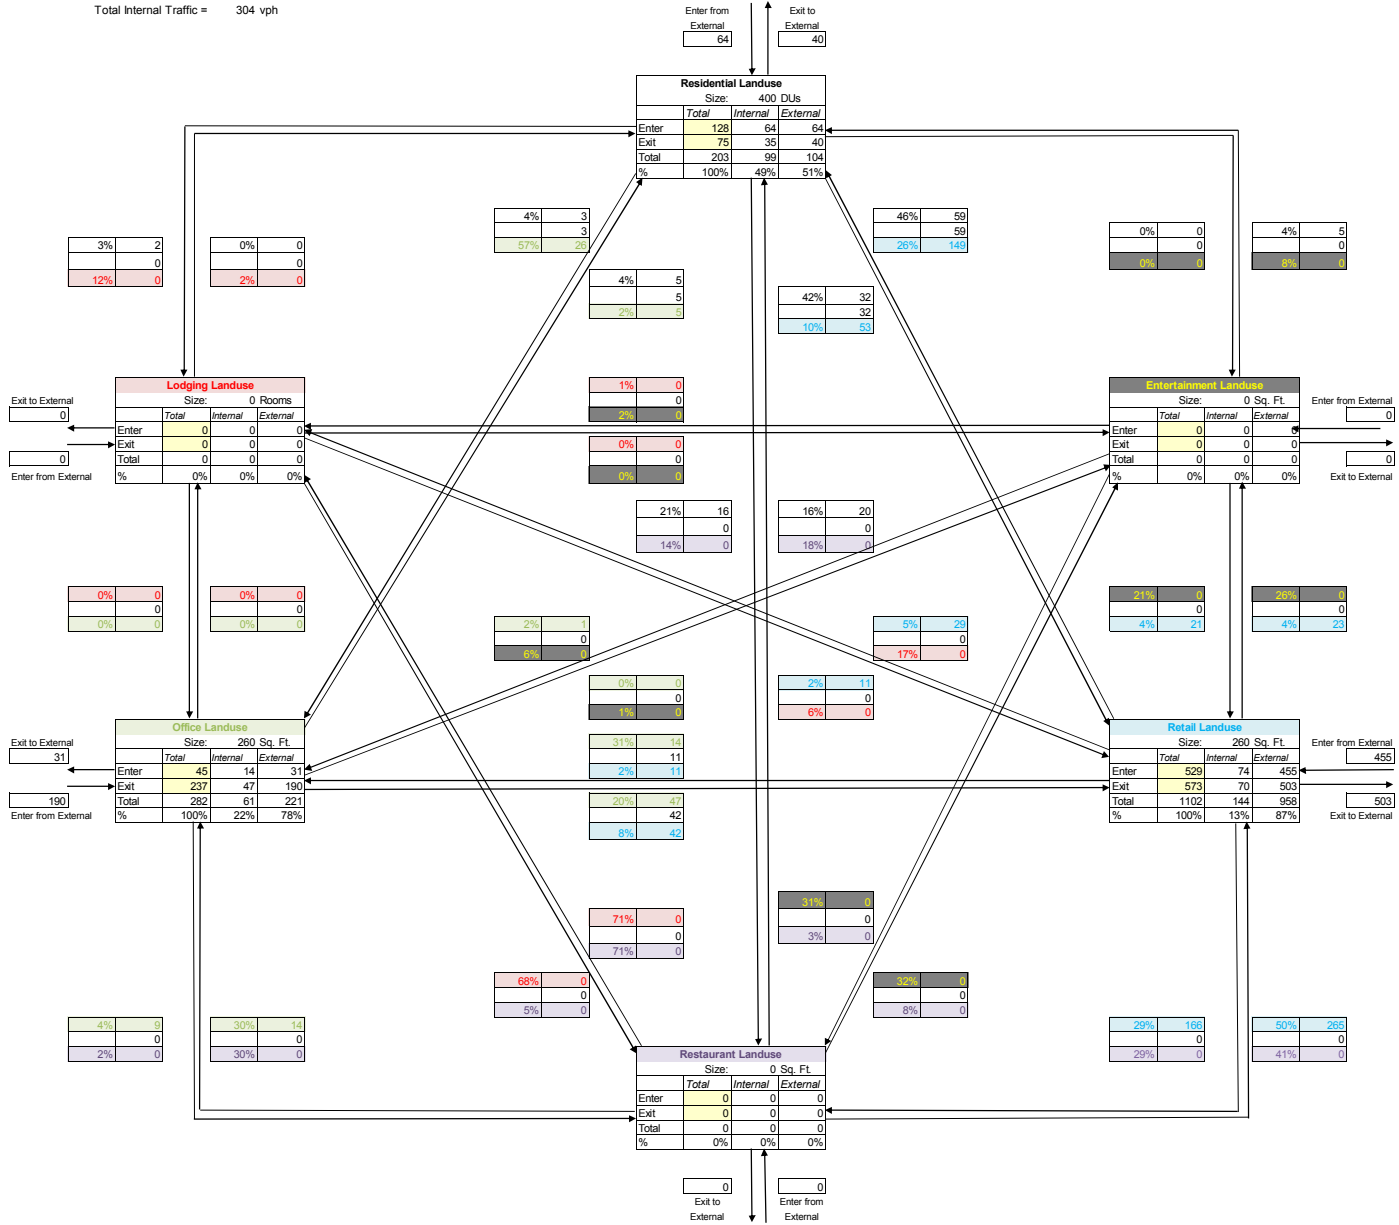 Total Internal Traffic = 304 vph
Enter from Exit to
External External
64 40
Residential Landuse
Size: 400 DUs
Total Internal External
Enter 128 64 64
Exit 75 35 40
Total 203 99 104
% 100% 49% 51%
4% 3
3
57% 26
46% 59
59
26% 149
3% 2
0
12% 0
0% 0
0
2% 0
0% 0
0
0% 0
4% 5
0
8% 0
4% 5
5
2% 5
42% 32
32
10% 53
Lodging Landuse
Size: 0 Rooms
Total Internal External
Enter 0 0 0
Exit 0 0 0
Total 0 0 0
% 0% 0% 0%
Exit to External
0
0
Enter from External
1% 0
0
2% 0
0% 0
0
0% 0
Entertainment Landuse
Size: 0 Sq. Ft.
Total Internal External
Enter 0 0 0
Exit 0 0 0
Total 0 0 0
% 0% 0% 0%
Enter from External
0
0
Exit to External
21% 16
0
14% 0
16% 20
0
18% 0
0% 0
0
0% 0
0% 0
0
0% 0
2% 1
0
6% 0
5% 29
0
17% 0
21% 0
0
4% 21
26% 0
0
4% 23
0% 0
0
1% 0
2% 11
0
6% 0
Office Landuse
Size: 260 Sq. Ft.
Total Internal External
Enter 45 14 31
Exit 237 47 190
Total 282 61 221
% 100% 22% 78%
Exit to External
31
190
Enter from External
31% 14
11
2% 11
20% 47
42
8% 42
Retail Landuse
Size: 260 Sq. Ft.
Total Internal External
Enter 529 74 455
Exit 573 70 503
Total 1102 144 958
% 100% 13% 87%
Enter from External
455
503
Exit to External
71% 0
0
71% 0
31% 0
0
3% 0
68% 0
0
5% 0
32% 0
0
8% 0
4% 9
0
2% 0
30% 14
0
30% 0
29% 166
0
29% 0
50% 265
0
41% 0
Restaurant Landuse
Size: 0 Sq. Ft.
Total Internal External
Enter 0 0 0
Exit 0 0 0
Total 0 0 0
% 0% 0% 0%
0 0
Exit to Enter from
External External